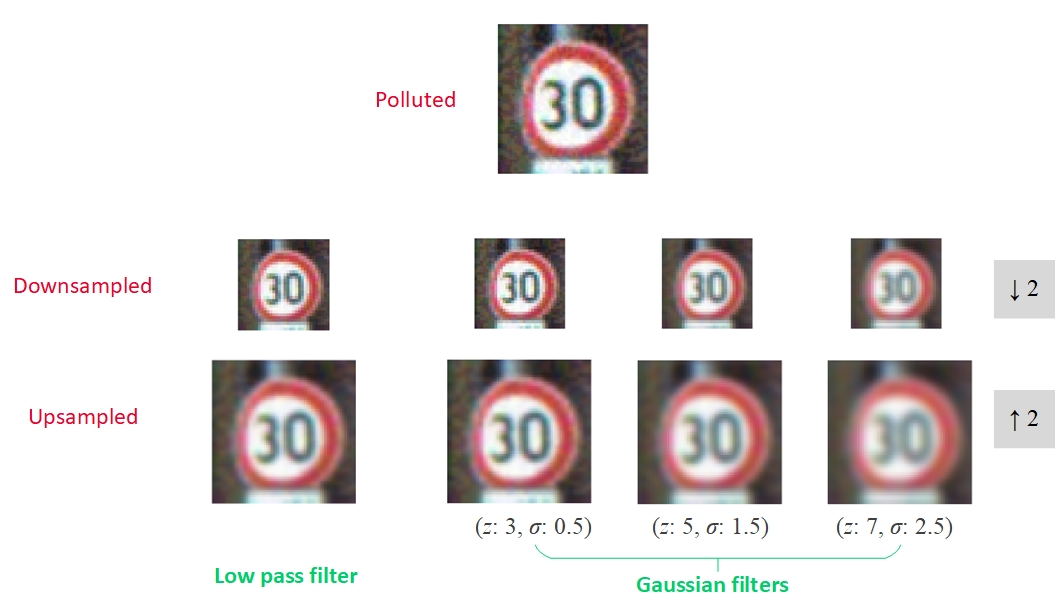 Polluted
30
Downsampled
30
30
30
30
↓ 2
Upsampled
30
30
30
30
↑ 2
(z: 3, σ: 0.5)
(z: 5, σ: 1.5)
(z: 7, σ: 2.5)
Low pass filter
Gaussian filters